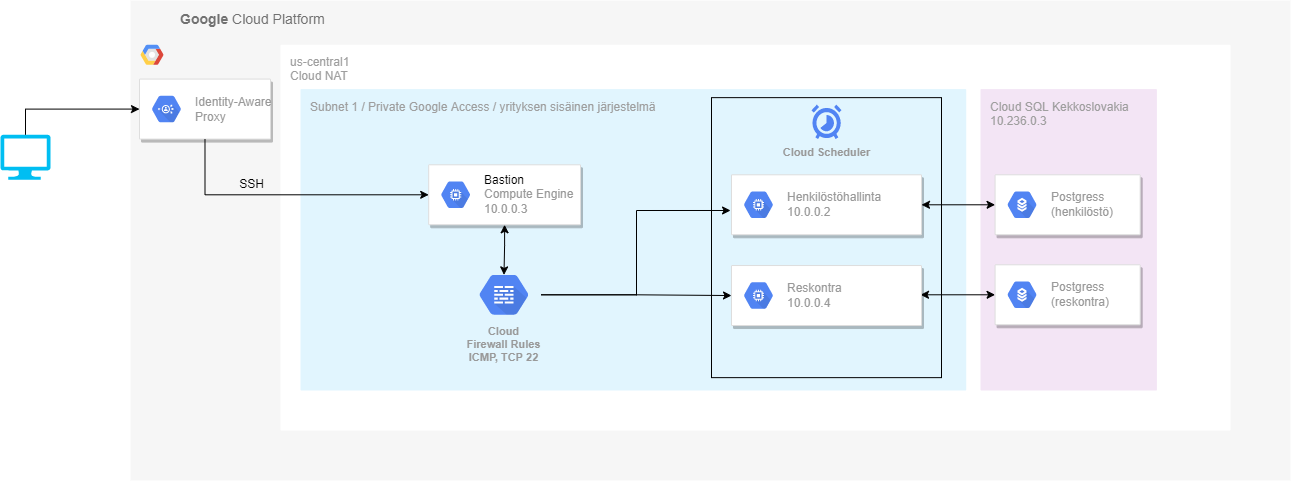 Google Cloud Platform
us-central1
Cloud NAT
Identity-Aware
Proxy
Subnet 1 / Private Google Access / yrityksen sisäinen järjestelmä
Cloud SQL Kekkoslovakia
10.236.0.3
Cloud Scheduler
SSH
Bastion
Compute Engine
10.0.0.3
Henkilöstöhallinta
10.0.0.2
Postgress
(henkilöstö)
Cloud
Firewall Rules
ICMP, TCP 22
Reskontra
10.0.0.4
Postgress
(reskontra)